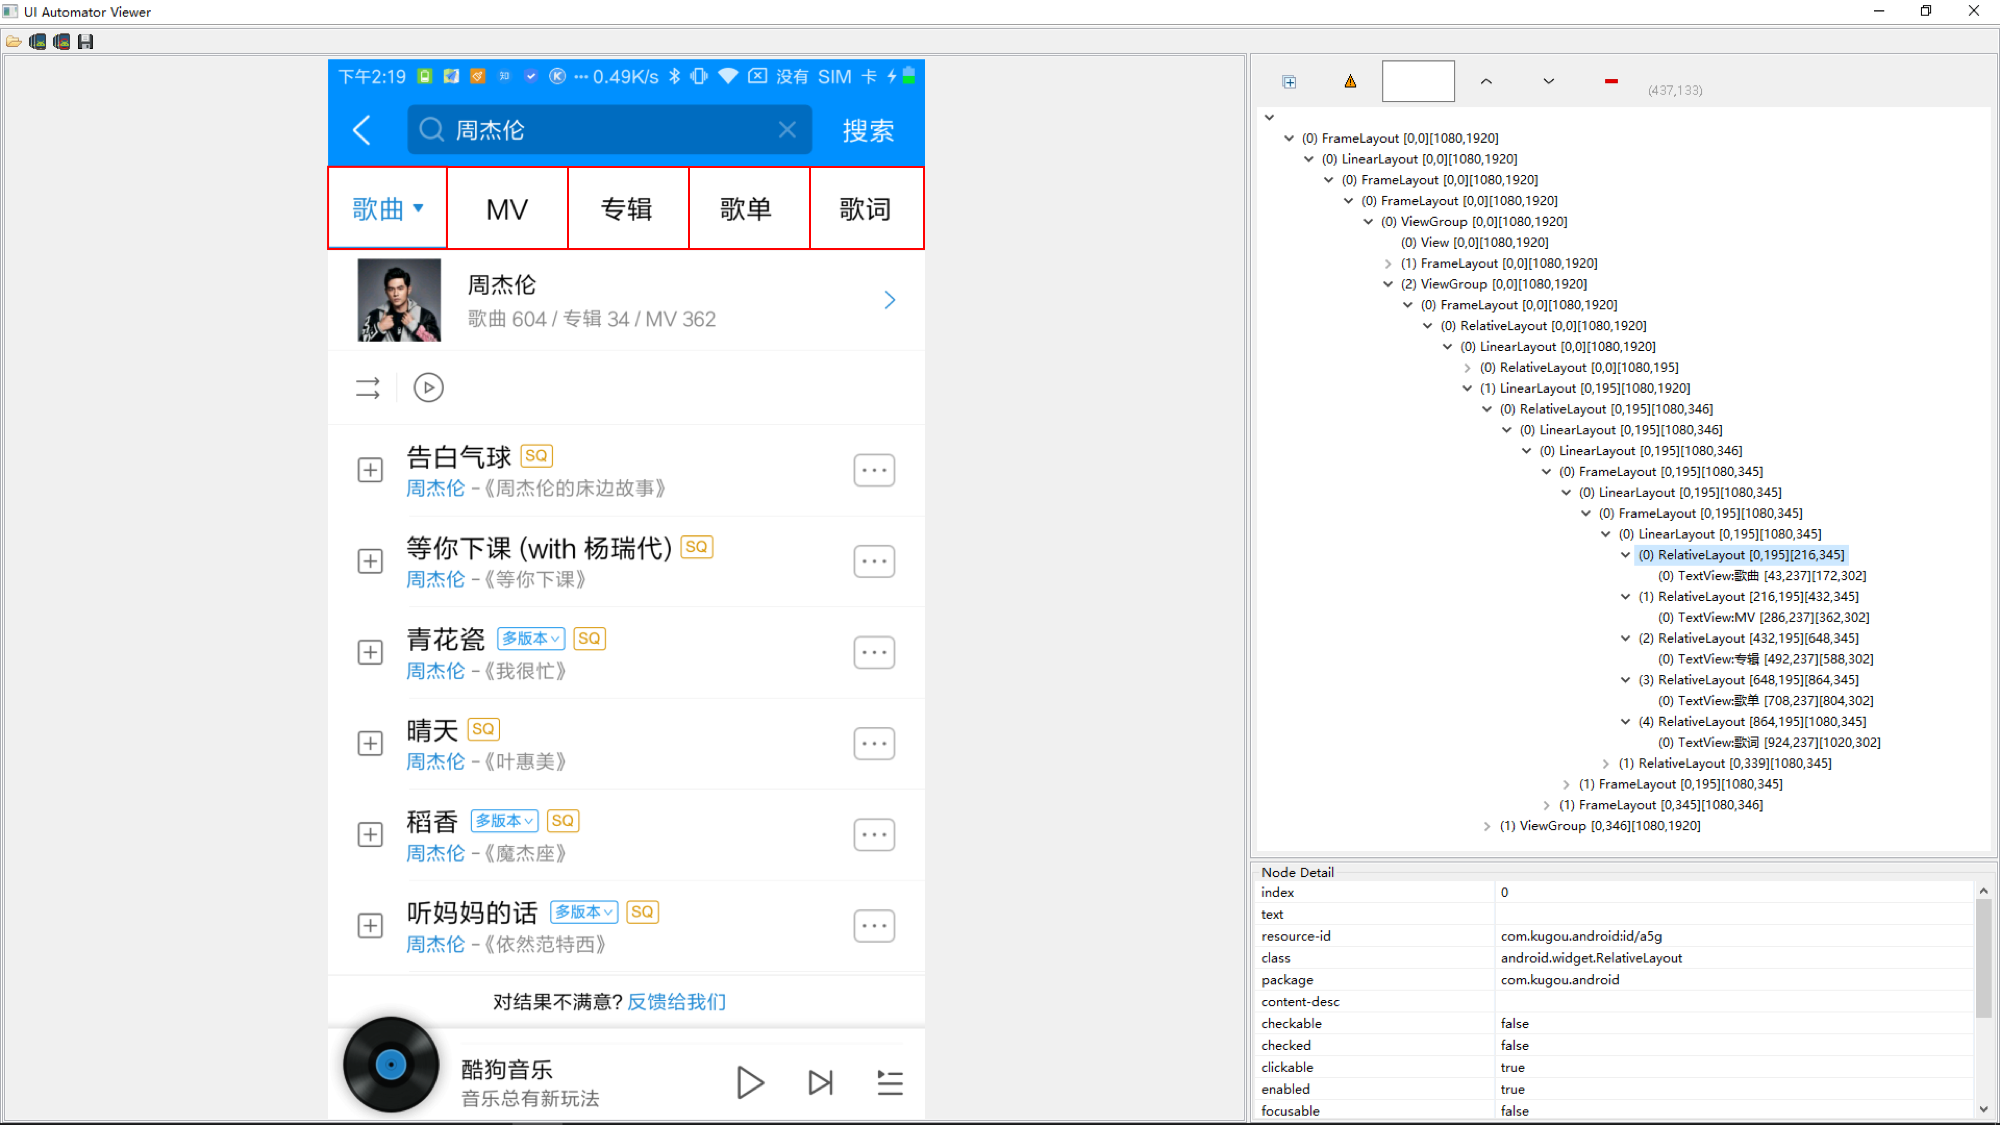 UI Automator Viewer
下午2:19 知 K ··· 0.49K/s 没有 SIM 卡
周杰伦 搜索
歌曲 MV 专辑 歌单 歌词
周杰伦
歌曲 604 / 专辑 34 / MV 362
告白气球 SQ
周杰伦 -《周杰伦的床边故事》
等你下课 (with 杨瑞代) SQ
周杰伦 -《等你下课》
青花瓷 多版本 SQ
周杰伦 -《我很忙》
晴天 SQ
周杰伦 -《叶惠美》
稻香 多版本 SQ
周杰伦 -《魔杰座》
听妈妈的话 多版本 SQ
周杰伦 -《依然范特西》
对结果不满意? 反馈给我们
酷狗音乐
音乐总有新玩法
(437,133)
(0) FrameLayout [0,0][1080,1920]
(0) LinearLayout [0,0][1080,1920]
(0) FrameLayout [0,0][1080,1920]
(0) FrameLayout [0,0][1080,1920]
(0) ViewGroup [0,0][1080,1920]
(0) View [0,0][1080,1920]
(1) FrameLayout [0,0][1080,1920]
(2) ViewGroup [0,0][1080,1920]
(0) FrameLayout [0,0][1080,1920]
(0) RelativeLayout [0,0][1080,1920]
(0) LinearLayout [0,0][1080,1920]
(0) RelativeLayout [0,0][1080,195]
(1) LinearLayout [0,195][1080,1920]
(0) RelativeLayout [0,195][1080,346]
(0) LinearLayout [0,195][1080,346]
(0) LinearLayout [0,195][1080,346]
(0) FrameLayout [0,195][1080,345]
(0) LinearLayout [0,195][1080,345]
(0) FrameLayout [0,195][1080,345]
(0) LinearLayout [0,195][1080,345]
(0) RelativeLayout [0,195][216,345]
(0) TextView:歌曲 [43,237][172,302]
(1) RelativeLayout [216,195][432,345]
(0) TextView:MV [286,237][362,302]
(2) RelativeLayout [432,195][648,345]
(0) TextView:专辑 [492,237][588,302]
(3) RelativeLayout [648,195][864,345]
(0) TextView:歌单 [708,237][804,302]
(4) RelativeLayout [864,195][1080,345]
(0) TextView:歌词 [924,237][1020,302]
(1) RelativeLayout [0,339][1080,345]
(1) FrameLayout [0,195][1080,345]
(1) FrameLayout [0,345][1080,346]
(1) ViewGroup [0,346][1080,1920]
Node Detail
index 0
text
resource-id com.kugou.android:id/a5g
class android.widget.RelativeLayout
package com.kugou.android
content-desc
checkable false
checked false
clickable true
enabled true
focusable false